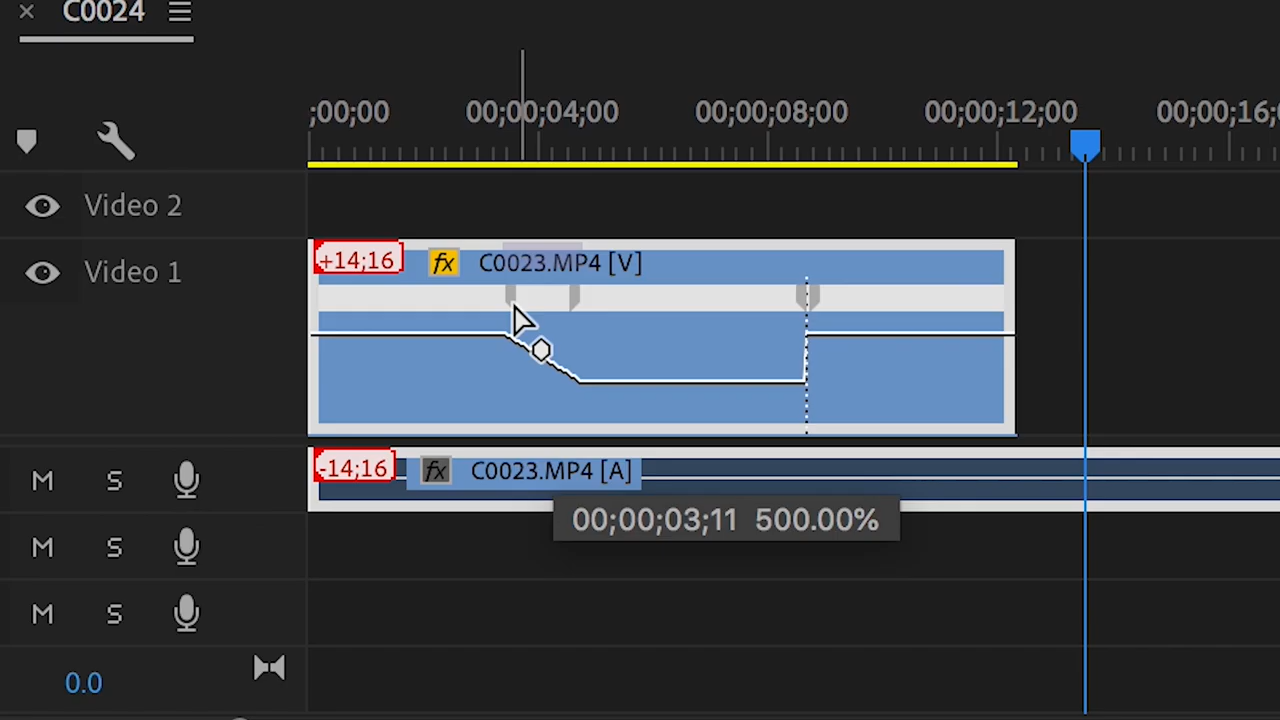 × C0024
;00;00 00;00;04;00 00;00;08;00 00;00;12;00 00;00;16;
Video 2
+14;16 fx C0023.MP4 [V]
Video 1
-14;16 fx C0023.MP4 [A]
M S
00;00;03;11 500.00%
M S
M S
0.0